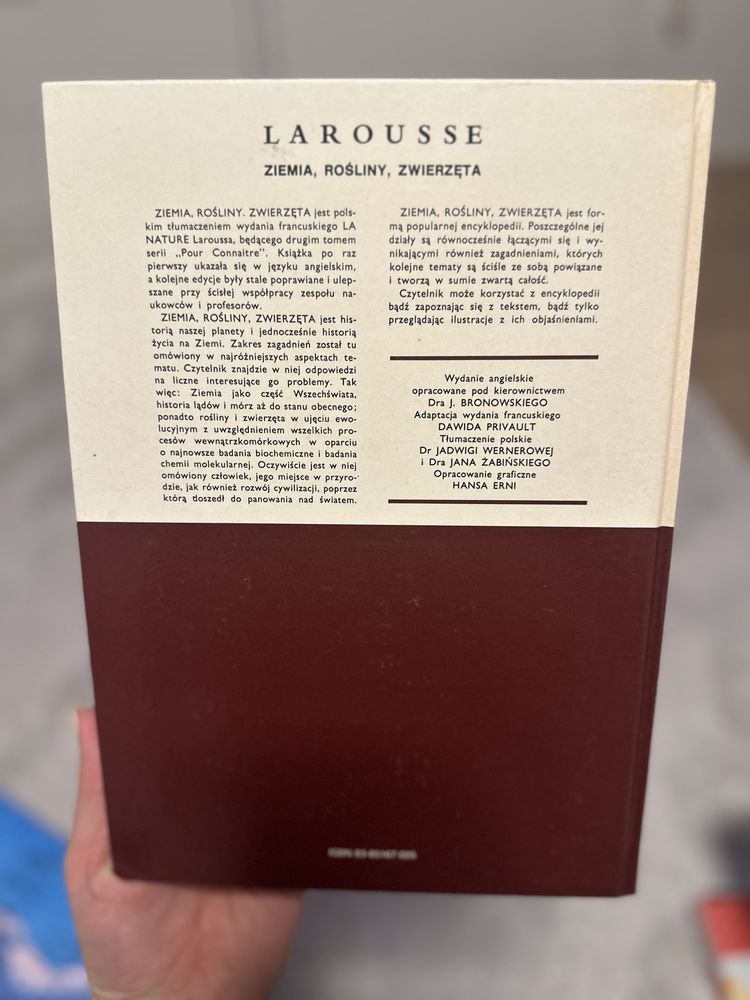 LAROUSSE
ZIEMIA, ROŚLINY, ZWIERZĘTA
ZIEMIA, ROŚLINY. ZWIERZĘTA jest pols-
kim tłumaczeniem wydania francuskiego LA
NATURE Laroussa, będącego drugim tomem
serii „Pour Connaitre”. Książka po raz
pierwszy ukazała się w języku angielskim,
a kolejne edycje były stale poprawiane i ulep-
szane przy ścisłej współpracy zespołu na-
ukowców i profesorów.
ZIEMIA, ROŚLINY, ZWIERZĘTA jest his-
torią naszej planety i jednocześnie historią
życia na Ziemi. Zakres zagadnień został tu
omówiony w najróżniejszych aspektach te-
matu. Czytelnik znajdzie w niej odpowiedzi
na liczne interesujące go problemy. Tak
więc: Ziemia jako część Wszechświata,
historia lądów i mórz aż do stanu obecnego;
ponadto rośliny i zwierzęta w ujęciu ewo-
lucyjnym z uwzględnieniem wszelkich pro-
cesów wewnątrzkomórkowych w oparciu
o najnowsze badania biochemiczne i badania
chemii molekularnej. Oczywiście jest w niej
omówiony człowiek, jego miejsce w przyro-
dzie, jak również rozwój cywilizacji, poprzez
którą doszedł do panowania nad światem.
ZIEMIA, ROŚLINY, ZWIERZĘTA jest for-
mą popularnej encyklopedii. Poszczególne jej
działy są równocześnie łączącymi się i wy-
nikającymi również zagadnieniami, których
kolejne tematy są ściśle ze sobą powiązane
i tworzą w sumie zwartą całość.
Czytelnik może korzystać z encyklopedii
bądź zapoznając się z tekstem, bądź tylko
przeglądając ilustracje z ich objaśnieniami.
Wydanie angielskie
opracowane pod kierownictwem
Dra J. BRONOWSKIEGO
Adaptacja wydania francuskiego
DAWIDA PRIVAULT
Tłumaczenie polskie
Dr JADWIGI WERNEROWEJ
i Dra JANA ŻABIŃSKIEGO
Opracowanie graficzne
HANSA ERNI
ISBN